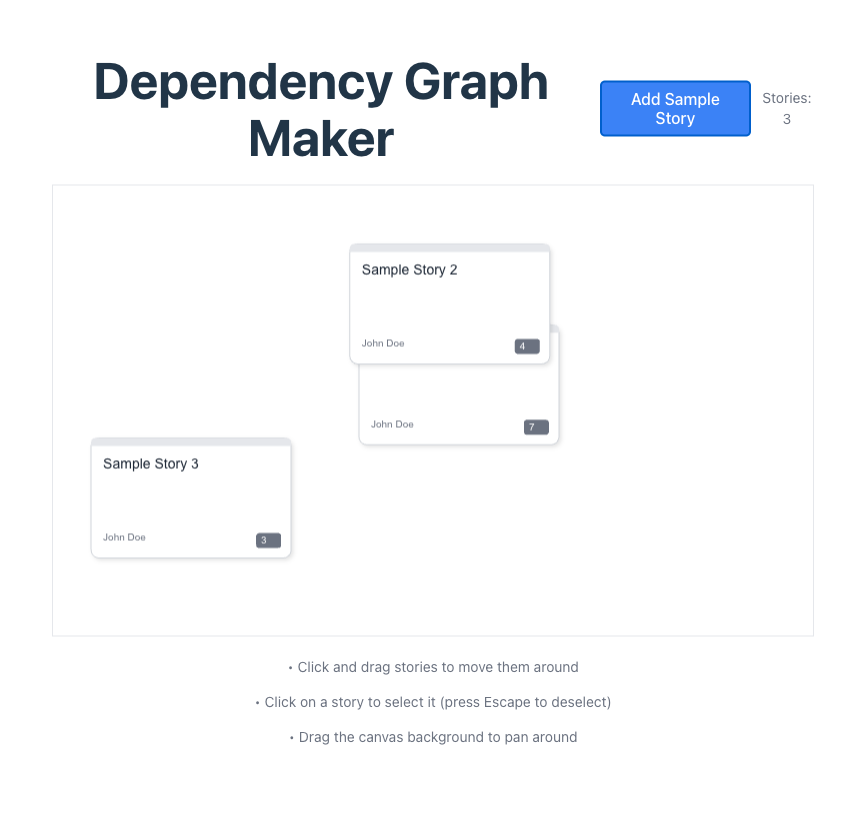 Dependency Graph
Maker
Add Sample
Story
Stories:
3
Sample Story 2
John Doe
4
John Doe
7
Sample Story 3
John Doe
3
• Click and drag stories to move them around
• Click on a story to select it (press Escape to deselect)
• Drag the canvas background to pan around